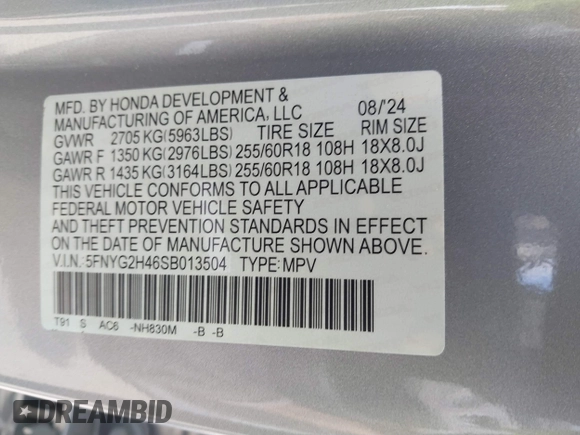 MFD. BY HONDA DEVELOPMENT & 08/'24
MANUFACTURING OF AMERICA, LLC
GVWR 2705 KG(5963LBS) TIRE SIZE RIM SIZE
GAWR F 1350 KG(2976LBS) 255/60R18 108H 18X8.0J
GAWR R 1435 KG(3164LBS) 255/60R18 108H 18X8.0J
THIS VEHICLE CONFORMS TO ALL APPLICABLE
FEDERAL MOTOR VEHICLE SAFETY
AND THEFT PREVENTION STANDARDS IN EFFECT
ON THE DATE OF MANUFACTURE SHOWN ABOVE.
V.I.N.: 5FNYG2H46SB013504 TYPE: MPV
T91 S AC6 -NH830M -B -B
DREAMBID